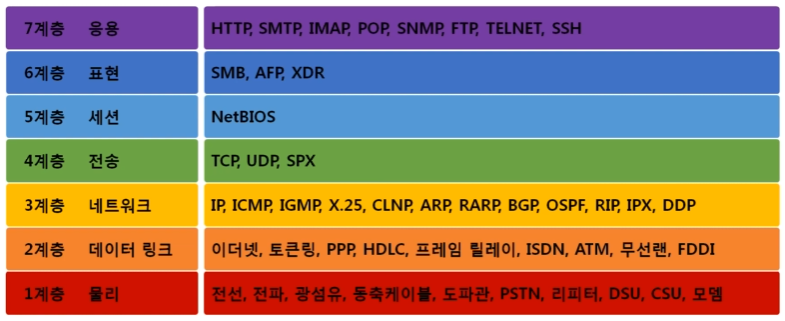 7계층 응용 HTTP, SMTP, IMAP, POP, SNMP, FTP, TELNET, SSH
6계층 표현 SMB, AFP, XDR
5계층 세션 NetBIOS
4계층 전송 TCP, UDP, SPX
3계층 네트워크 IP, ICMP, IGMP, X.25, CLNP, ARP, RARP, BGP, OSPF, RIP, IPX, DDP
2계층 데이터 링크 이더넷, 토큰링, PPP, HDLC, 프레임 릴레이, ISDN, ATM, 무선랜, FDDI
1계층 물리 전선, 전파, 광섬유, 동축케이블, 도파관, PSTN, 리피터, DSU, CSU, 모뎀